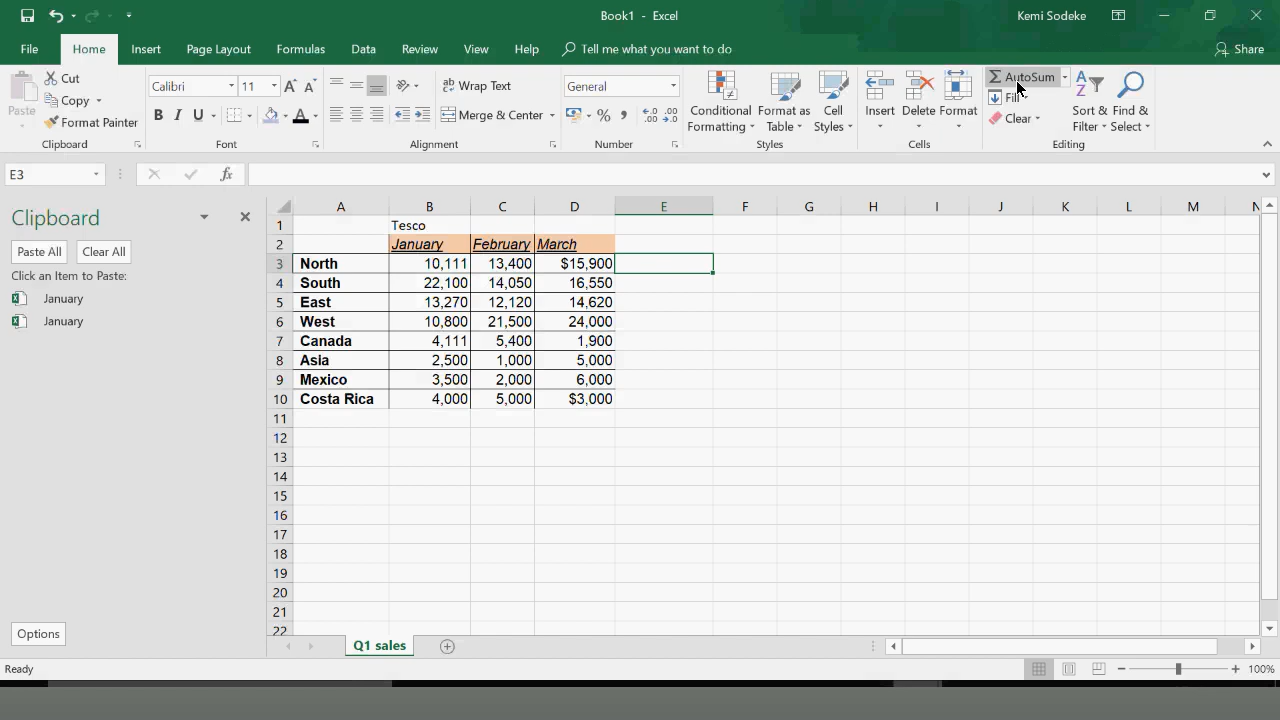 Book1 - Excel
Kemi Sodeke
File Home Insert Page Layout Formulas Data Review View Help Tell me what you want to do Share
Paste
Cut
Copy
Format Painter
Clipboard
Calibri 11
B I U
Font
Wrap Text
Merge & Center
Alignment
General
Number
Conditional Formatting
Format as Table
Cell Styles
Styles
Insert
Delete
Format
Cells
AutoSum
Fill
Clear
Sort & Filter
Find & Select
Editing
E3 fx
Clipboard
Paste All Clear All
Click an Item to Paste:
January
January
Options
A B C D E F G H I J K L M N
1 Tesco
2 January February March
3 North 10,111 13,400 $15,900
4 South 22,100 14,050 16,550
5 East 13,270 12,120 14,620
6 West 10,800 21,500 24,000
7 Canada 4,111 5,400 1,900
8 Asia 2,500 1,000 5,000
9 Mexico 3,500 2,000 6,000
10 Costa Rica 4,000 5,000 $3,000
11
12
13
14
15
16
17
18
19
20
21
22
Q1 sales
Ready
100%